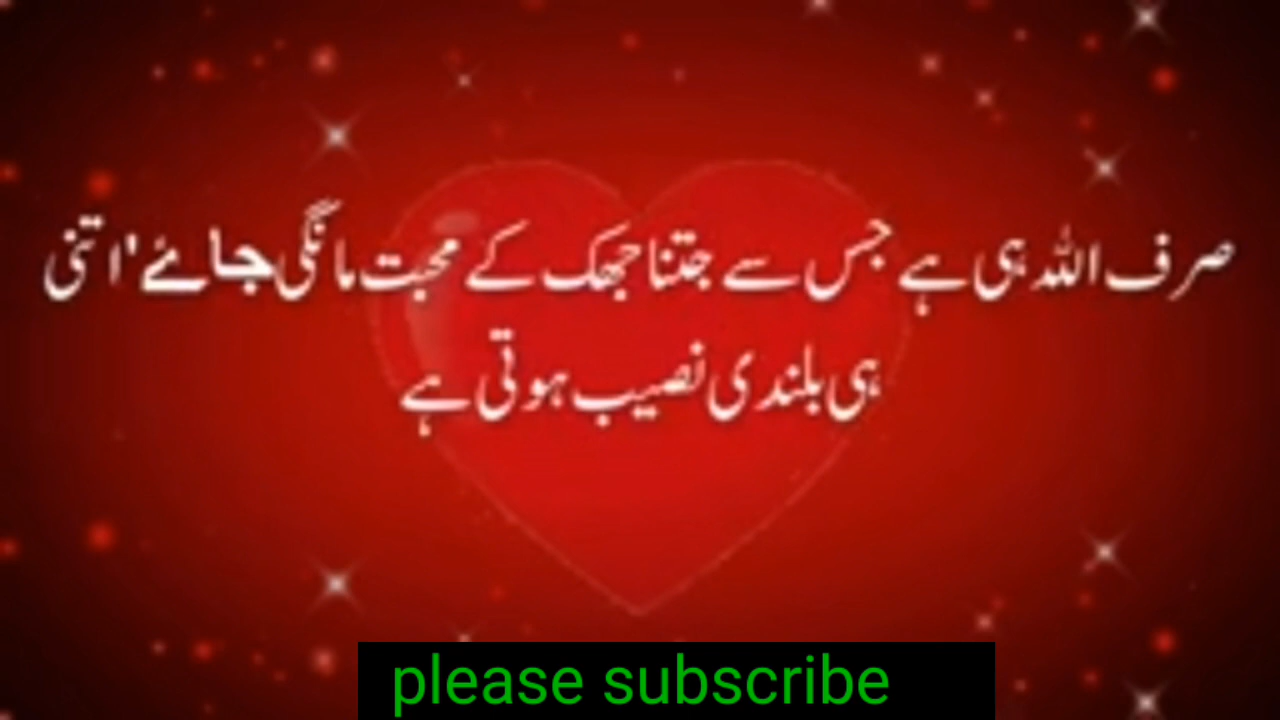 صرف اللہ ہی ہے جس سے جتنا جھک کے محبت مانگی جائے'اتنی
ہی بلندی نصیب ہوتی ہے
please subscribe